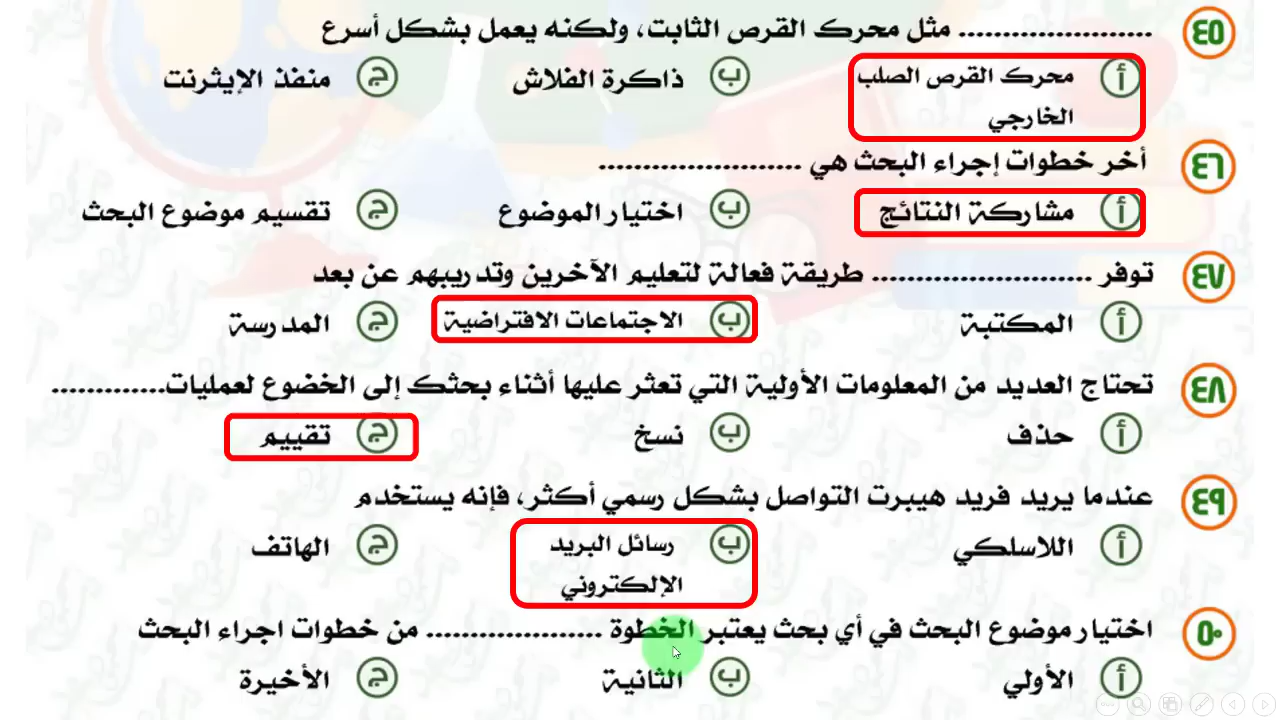 ٤٥ ...................... مثل محرك القرص الثابت، ولكنه يعمل بشكل أسرع
أ محرك القرص الصلب الخارجي ب ذاكرة الفلاش ج منفذ الإيثرنت
٤٦ أخر خطوات إجراء البحث هي ......................
أ مشاركة النتائج ب اختيار الموضوع ج تقسيم موضوع البحث
٤٧ توفر ...................... طريقة فعالة لتعليم الآخرين وتدريبهم عن بعد
أ المكتبة ب الاجتماعات الافتراضية ج المدرسة
٤٨ تحتاج العديد من المعلومات الأولية التي تعثر عليها أثناء بحثك إلى الخضوع لعمليات.............
أ حذف ب نسخ ج تقييم
٤٩ عندما يريد فريد هيبرت التواصل بشكل رسمي أكثر، فإنه يستخدم
أ اللاسلكي ب رسائل البريد الإلكتروني ج الهاتف
٥٠ اختيار موضوع البحث في أي بحث يعتبر الخطوة .................... من خطوات اجراء البحث
أ الأولي ب الثانية ج الأخيرة